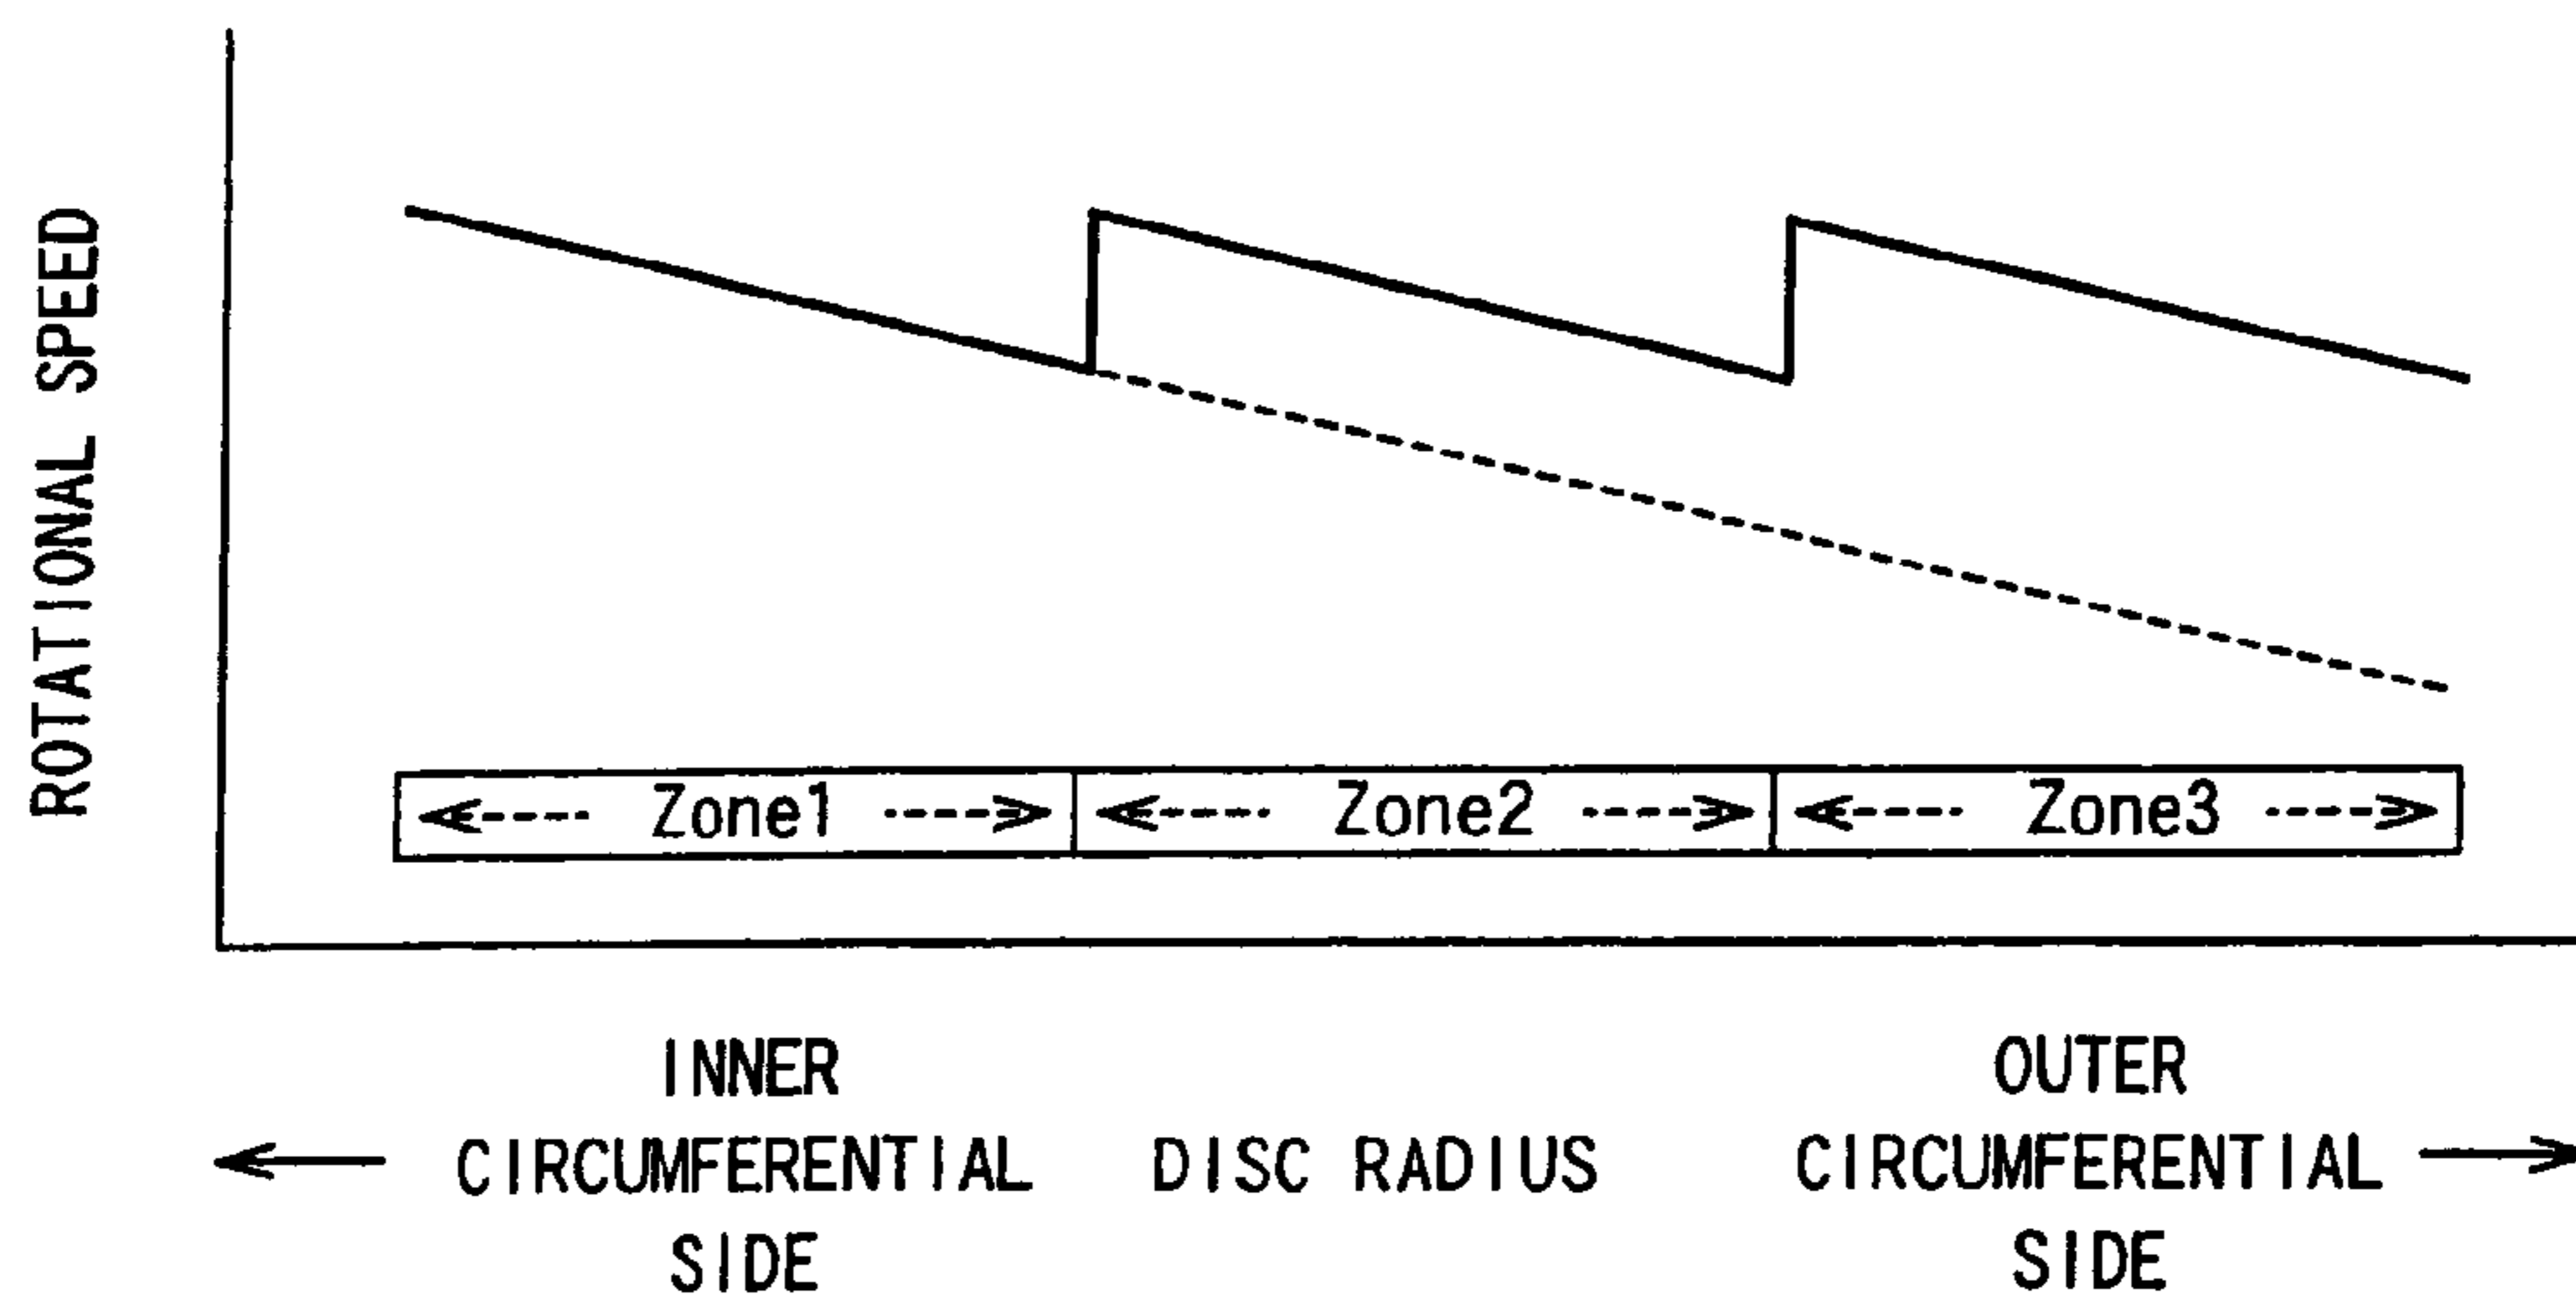 ROTATIONAL SPEED
Zone1 Zone2 Zone3
INNER
CIRCUMFERENTIAL
SIDE
DISC RADIUS
OUTER
CIRCUMFERENTIAL
SIDE